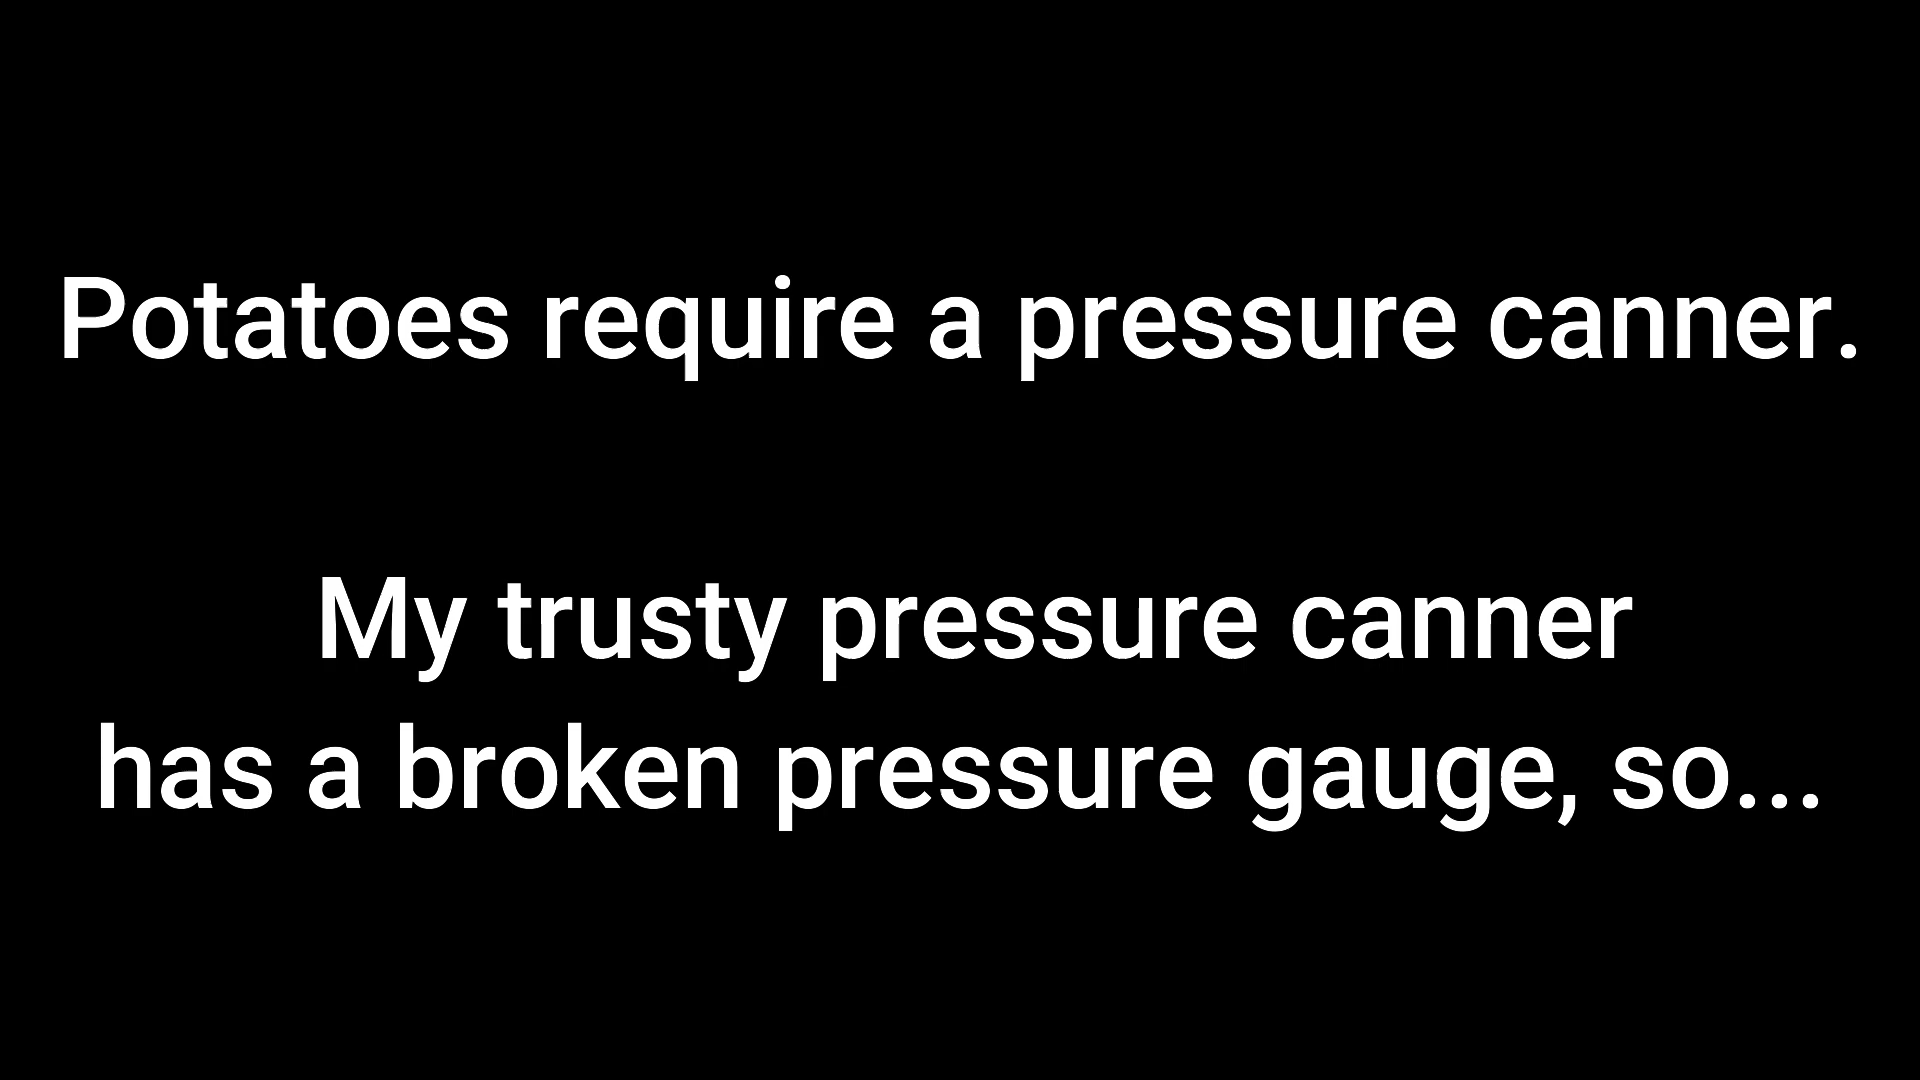 Potatoes require a pressure canner.
My trusty pressure canner
has a broken pressure gauge, so...